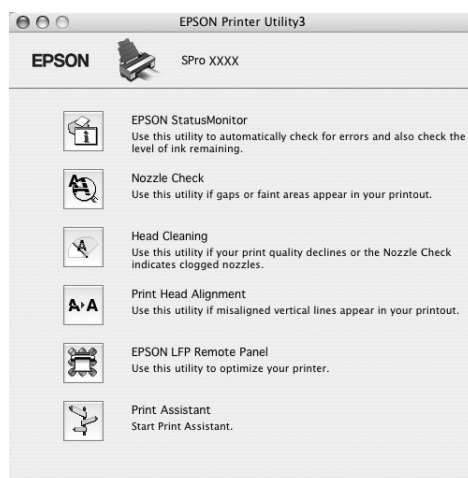 EPSON Printer Utility3
EPSON
SPro XXXX
EPSON StatusMonitor
Use this utility to automatically check for errors and also check the
level of ink remaining.
Nozzle Check
Use this utility if gaps or faint areas appear in your printout.
Head Cleaning
Use this utility if your print quality declines or the Nozzle Check
indicates clogged nozzles.
A A
Print Head Alignment
Use this utility if misaligned vertical lines appear in your printout.
EPSON LFP Remote Panel
Use this utility to optimize your printer.
Print Assistant
Start Print Assistant.